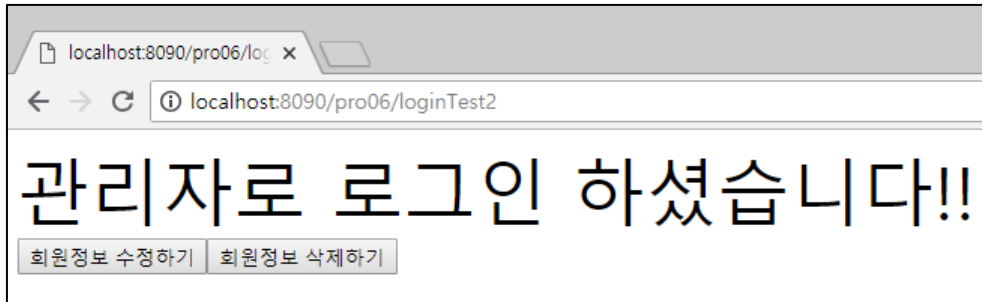 localhost:8090/pro06/log
localhost:8090/pro06/loginTest2
관리자로 로그인 하셨습니다!!
회원정보 수정하기 회원정보 삭제하기